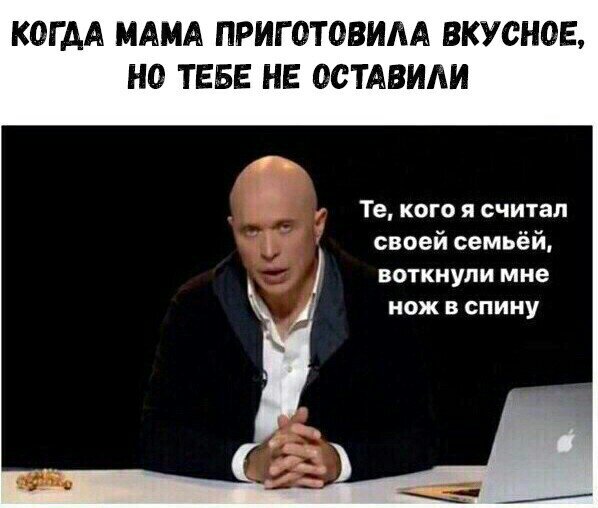 КОГДА МАМА ПРИГОТОВИЛА ВКУСНОЕ,
НО ТЕБЕ НЕ ОСТАВИЛИ
Те, кого я считал
своей семьёй,
воткнули мне
нож в спину